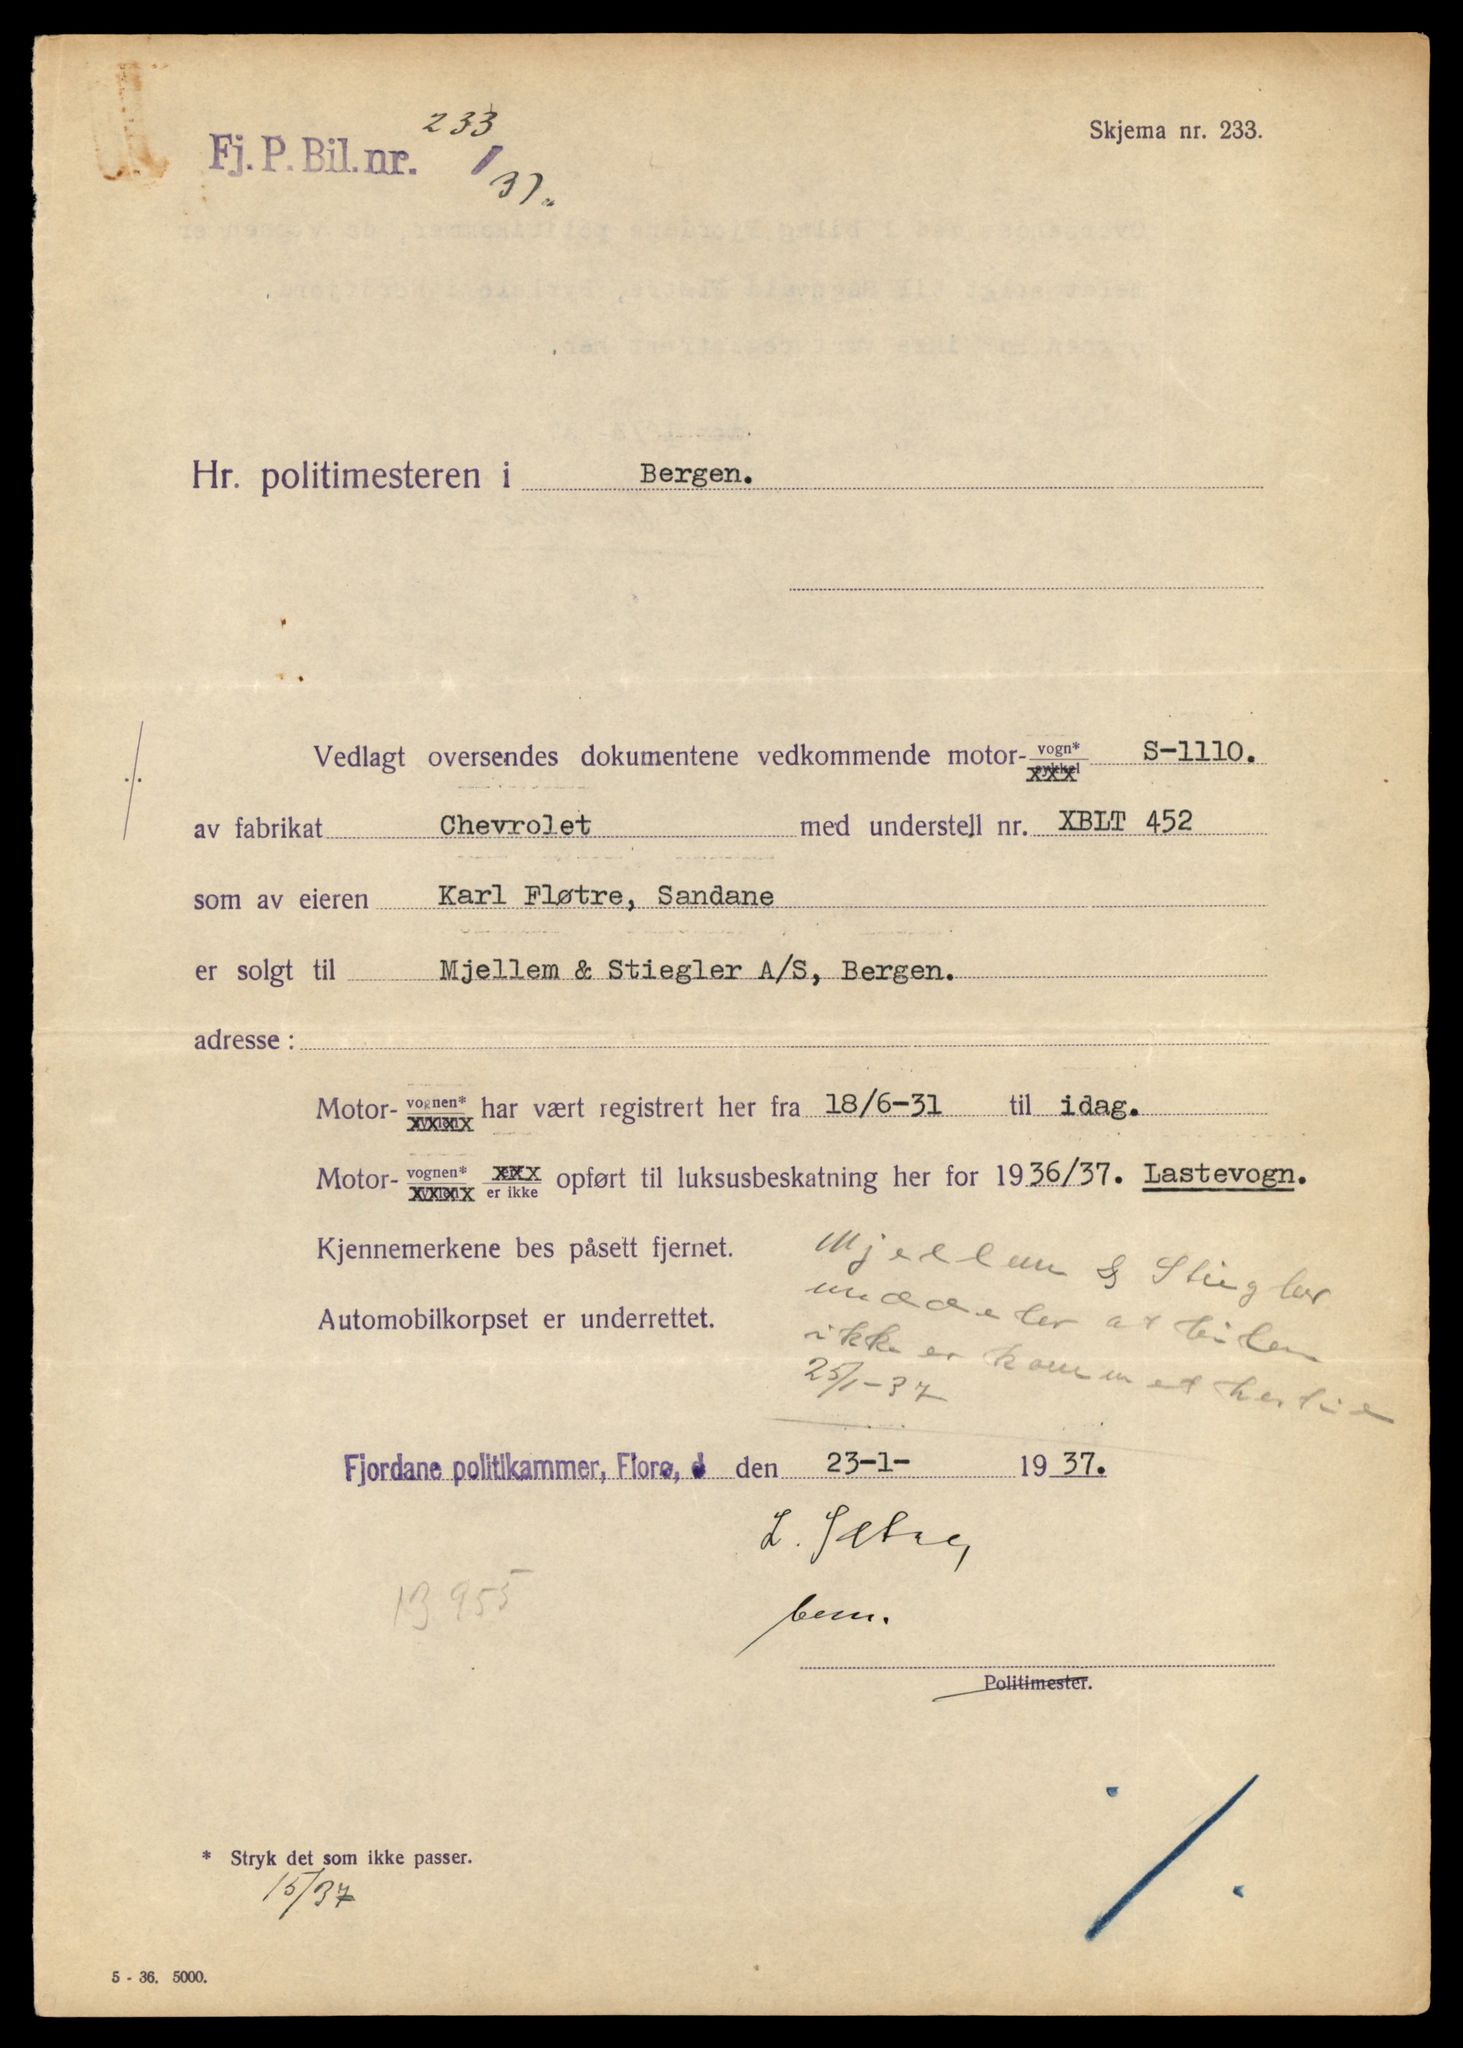 Skjema nr. 233.
Fj. P. Bil. nr. 233/37.
Hr. politimesteren i Bergen.
Vedlagt oversendes dokumentene vedkommende motor- vogn* S-1110.
av fabrikat Chevrolet med understell nr. XBLT 452
som av eieren Karl Fløtre, Sandane
er solgt til Mjellem & Stiegler A/S, Bergen.
adresse:
Motor- vognen* har vært registrert her fra 18/6-31 til idag.
Motor- vognen* er ikke opført til luksusbeskatning her for 1936/37. Lastevogn.
Kjennemerkene bes påsett fjernet.
Automobilkorpset er underrettet.
Mjellem & Stiegler
meddeler at bilen
ikke er kommet hertil
25/1-37
Fjordane politikammer, Florø, d den 23-1- 1937.
L. Sætre,
bem.
13955
Politimester.
* Stryk det som ikke passer.
15/37
5 - 36. 5000.